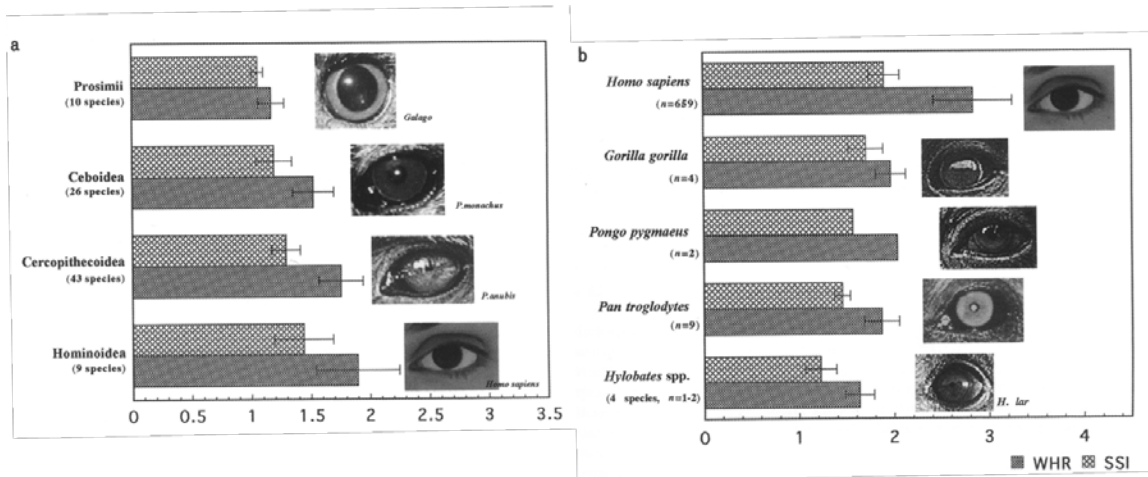 a
Prosimii
(10 species)
Galago
Ceboidea
(26 species)
P.monachus
Cercopithecoidea
(43 species)
P.anubis
Hominoidea
(9 species)
Homo sapiens
0 0.5 1 1.5 2 2.5 3 3.5
b
Homo sapiens
(n=689)
Gorilla gorilla
(n=4)
Pongo pygmaeus
(n=2)
Pan troglodytes
(n=9)
Hylobates spp.
(4 species, n=1-2)
H. lar
0 1 2 3 4
WHR SSI